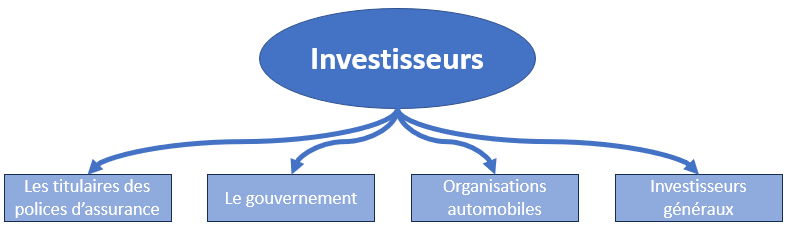 Investisseurs
Les titulaires des
polices d’assurance
Le gouvernement
Organisations
automobiles
Investisseurs
généraux